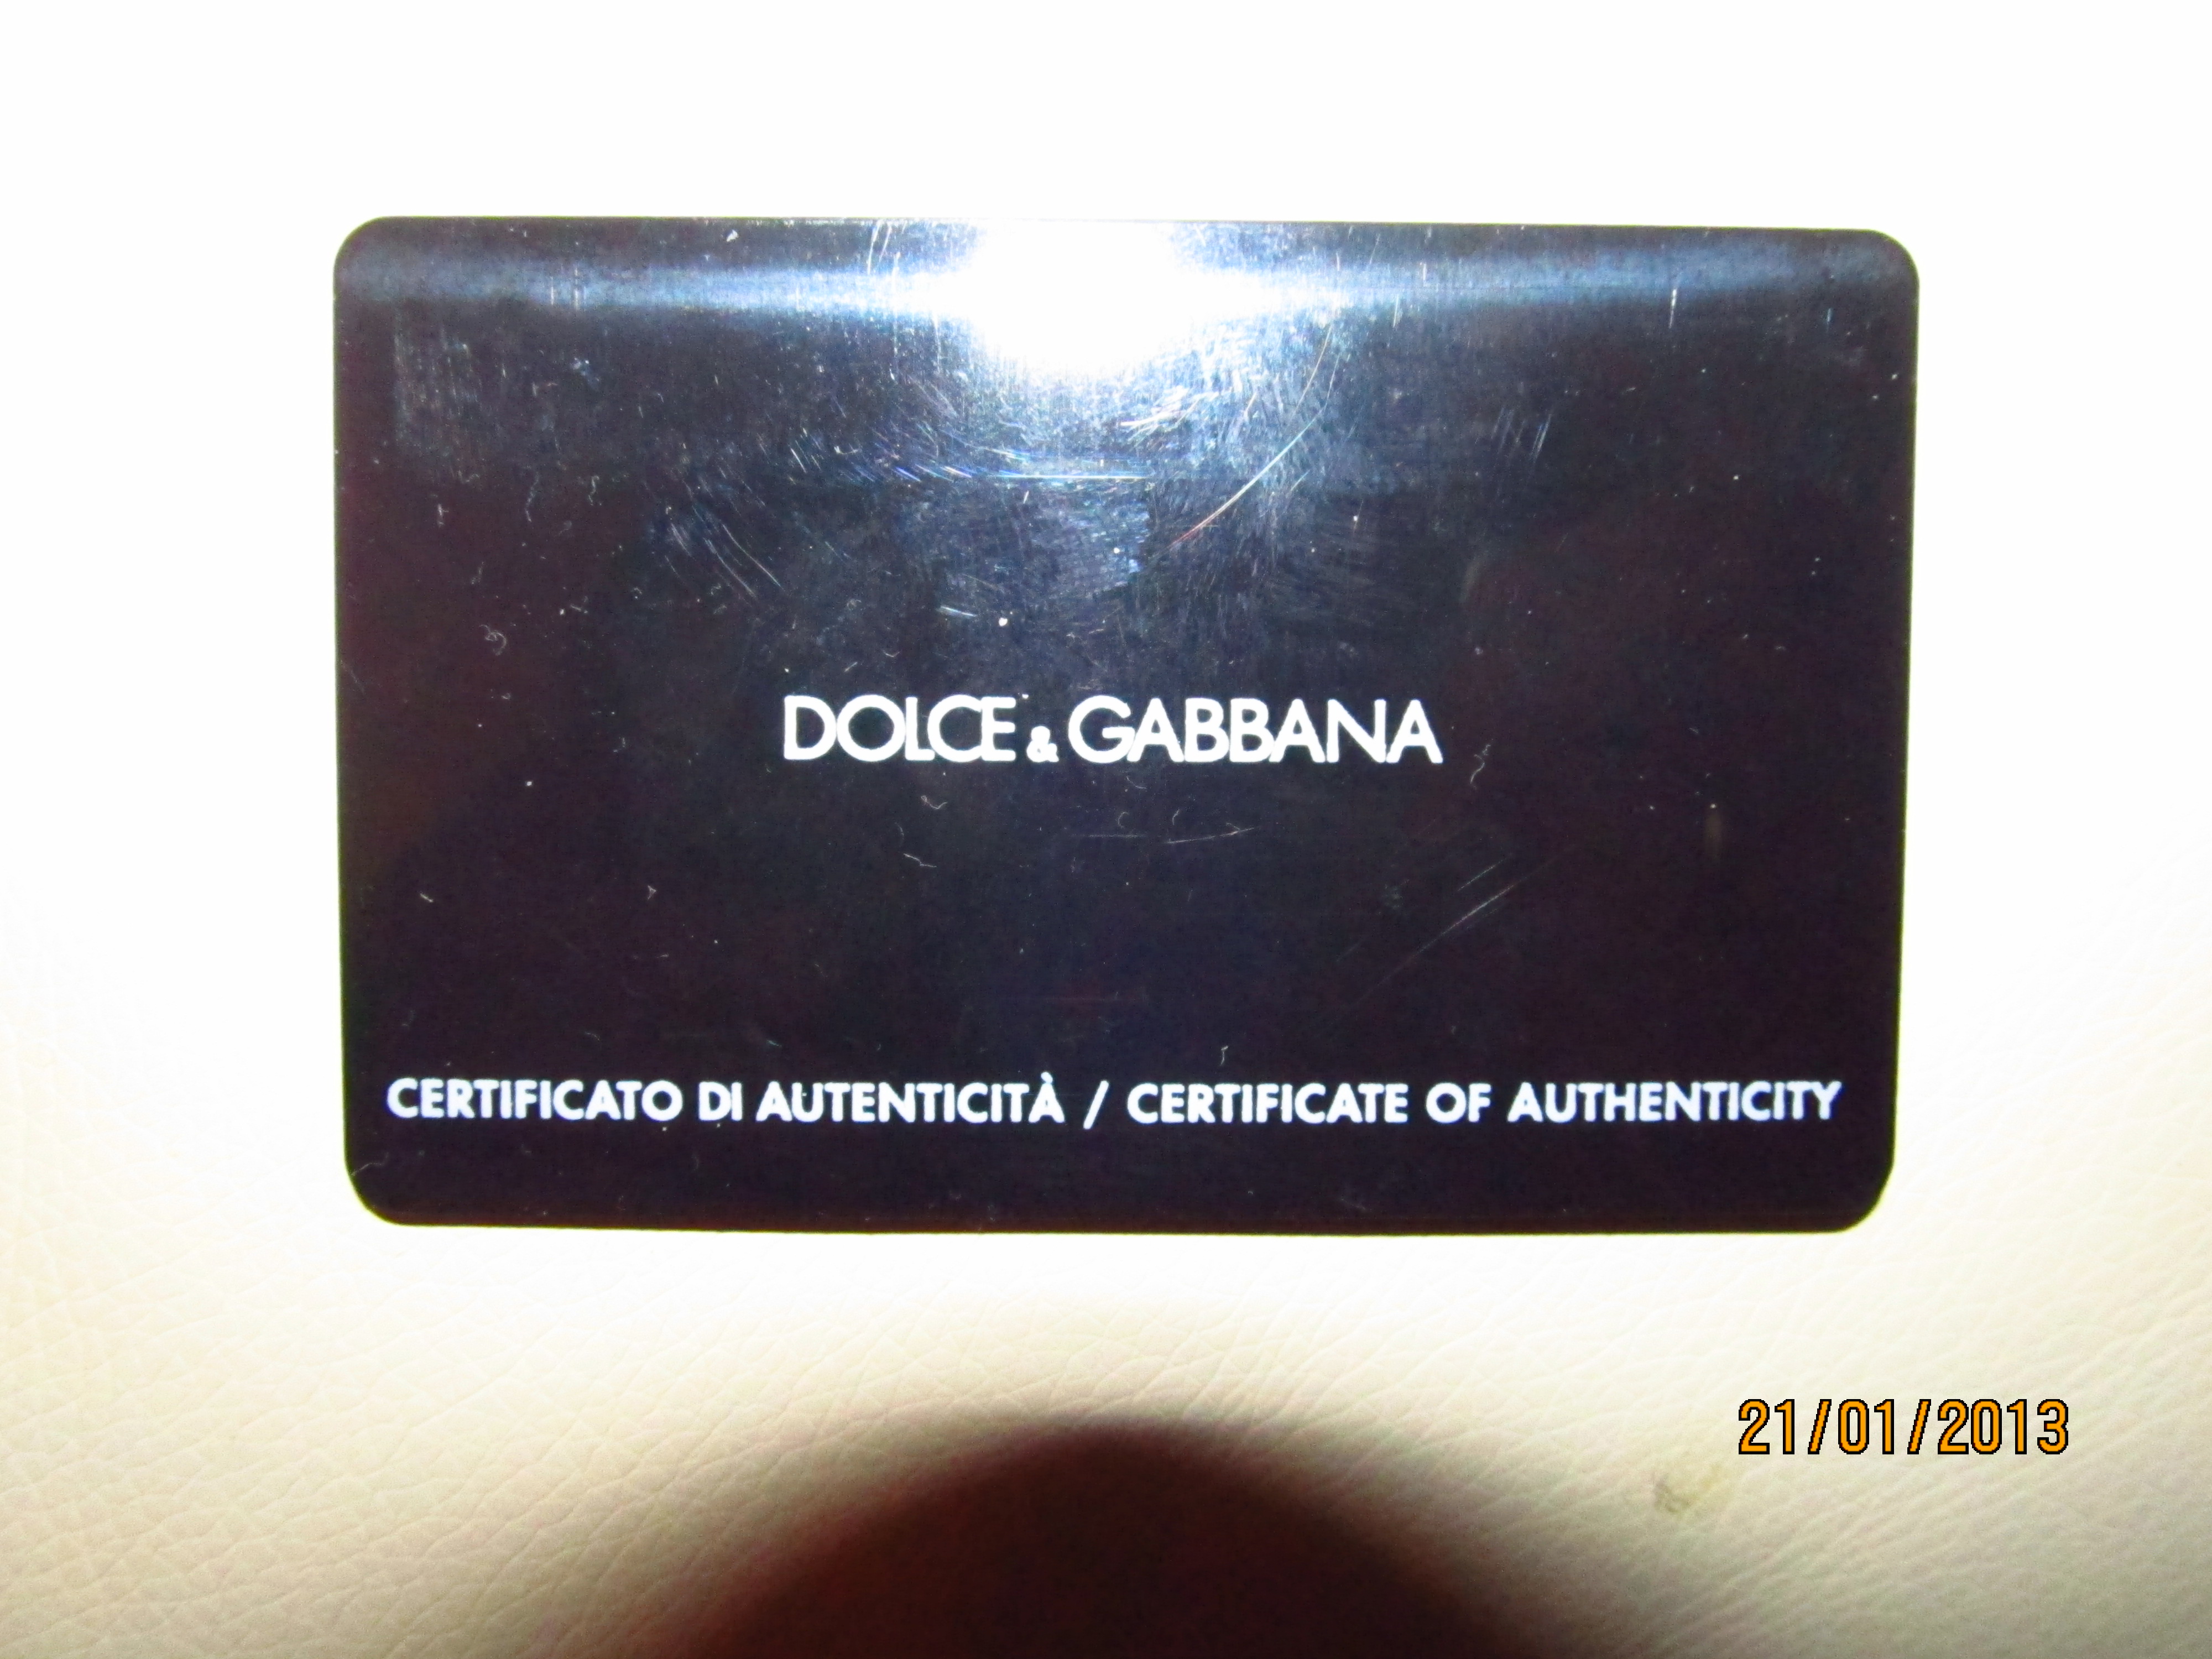 DOLCE & GABBANA
CERTIFICATO DI AUTENTICITÀ / CERTIFICATE OF AUTHENTICITY
21/01/2013